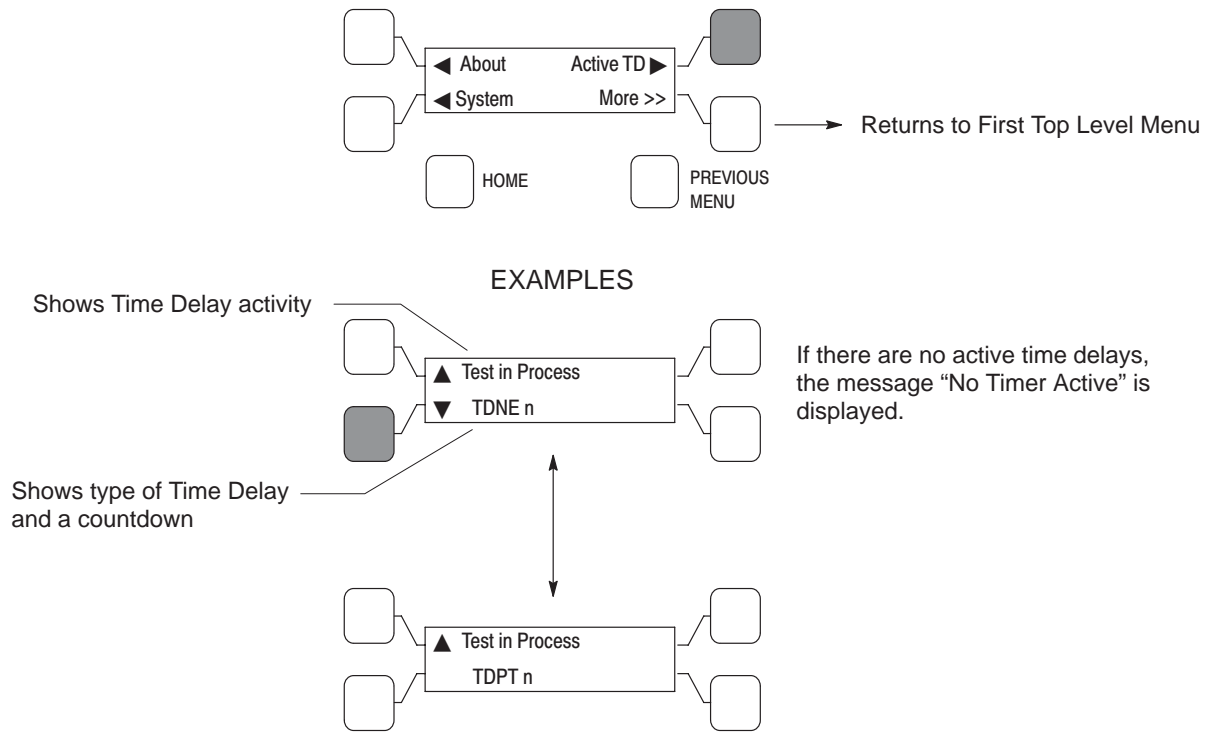 ◀ About Active TD ▶
◀ System More >>
Returns to First Top Level Menu
HOME
PREVIOUS
MENU
EXAMPLES
Shows Time Delay activity
▲ Test in Process
▼ TDNE n
If there are no active time delays,
the message “No Timer Active” is
displayed.
Shows type of Time Delay
and a countdown
▲ Test in Process
TDPT n